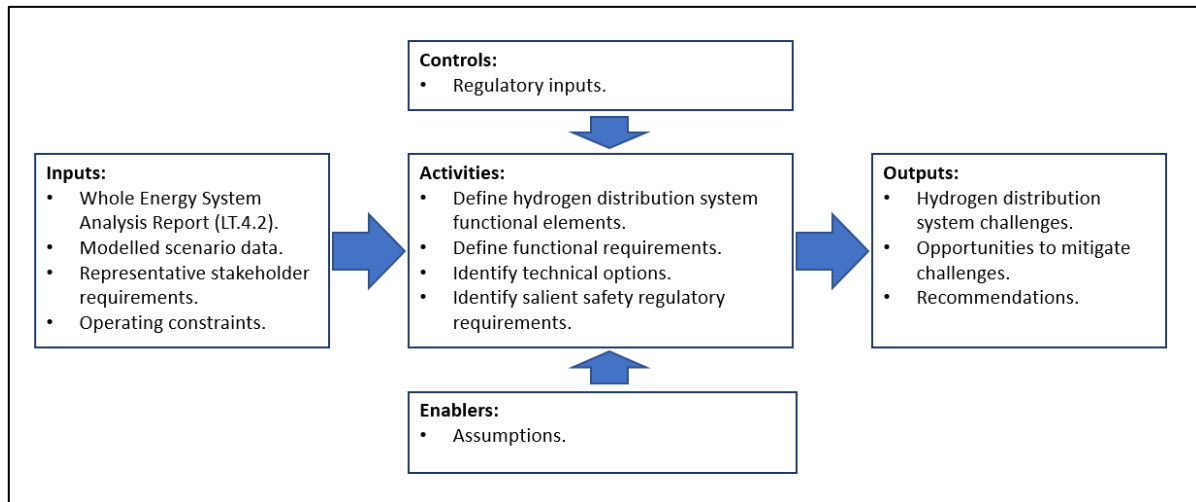 Controls:
• Regulatory inputs.
Inputs:
• Whole Energy System
Analysis Report (LT.4.2).
• Modelled scenario data.
• Representative stakeholder
requirements.
• Operating constraints.
Activities:
• Define hydrogen distribution system
functional elements.
• Define functional requirements.
• Identify technical options.
• Identify salient safety regulatory
requirements.
Outputs:
• Hydrogen distribution
system challenges.
• Opportunities to mitigate
challenges.
• Recommendations.
Enablers:
• Assumptions.